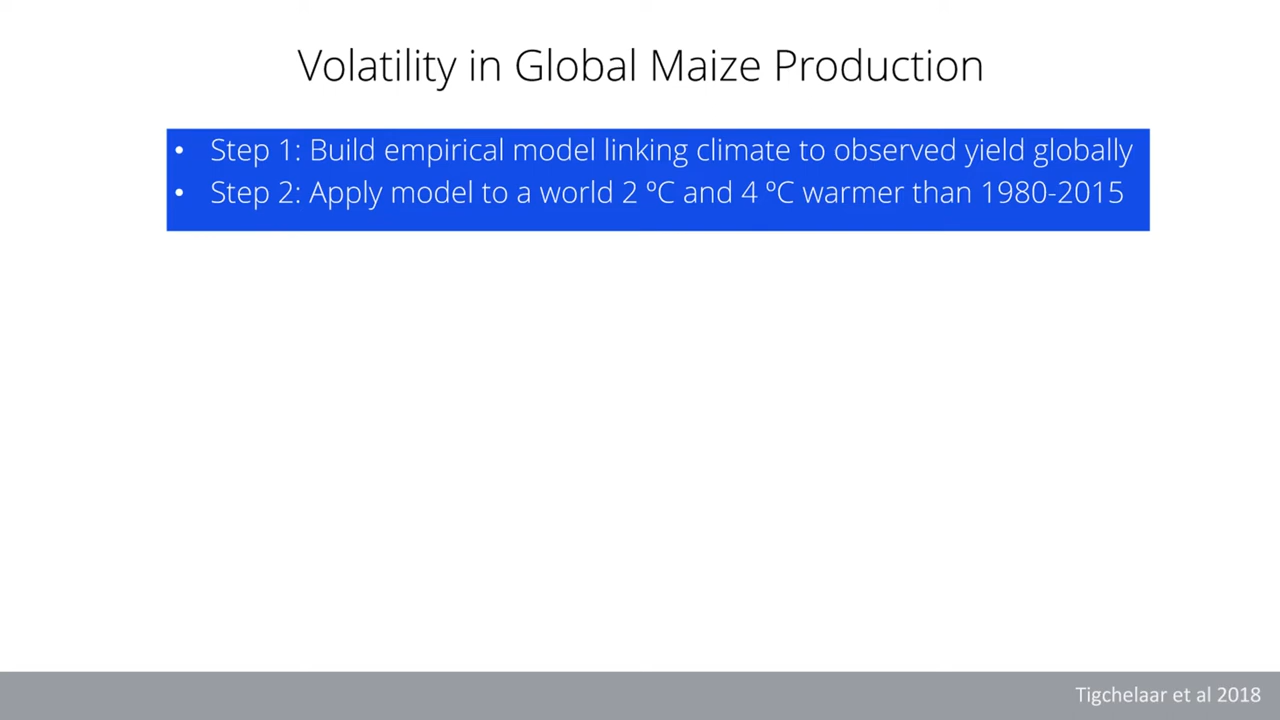 Volatility in Global Maize Production
• Step 1: Build empirical model linking climate to observed yield globally
• Step 2: Apply model to a world 2 ºC and 4 ºC warmer than 1980-2015
Tigchelaar et al 2018